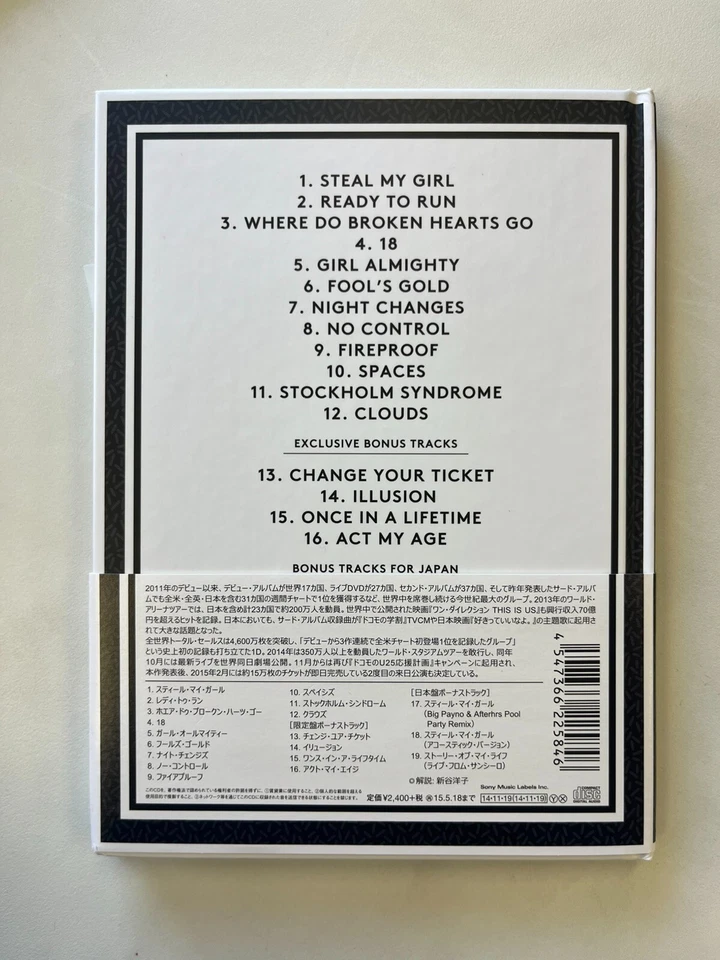 1. STEAL MY GIRL
2. READY TO RUN
3. WHERE DO BROKEN HEARTS GO
4. 18
5. GIRL ALMIGHTY
6. FOOL'S GOLD
7. NIGHT CHANGES
8. NO CONTROL
9. FIREPROOF
10. SPACES
11. STOCKHOLM SYNDROME
12. CLOUDS
EXCLUSIVE BONUS TRACKS
13. CHANGE YOUR TICKET
14. ILLUSION
15. ONCE IN A LIFETIME
16. ACT MY AGE
BONUS TRACKS FOR JAPAN
2011年のデビュー以来、デビュー・アルバムが世界17カ国、ライブDVDが27カ国、セカンド・アルバムが37カ国、そして昨年発表したサード・アルバ
ムでも全米・全英・日本を含む31カ国の週間チャートで1位を獲得するなど、世界中を席巻し続ける今世紀最大のグループ。2013年のワールド・
アリーナツアーでは、日本を含め計23カ国で約200万人を動員。世界中で公開された映画『ワン・ダイレクション THIS IS US』も興行収入70億
円を超えるヒットを記録。日本においても、サード・アルバム収録曲が『ドコモの学割』TVCMや日本映画『好きっていいなよ。』の主題歌に起用さ
れて大きな話題となった。
全世界トータル・セールスは4,600万枚を突破し、「デビューから3作連続で全米チャート初登場1位を記録したグループ」
という史上初の記録も打ち立てた1D。2014年は350万人以上を動員したワールド・スタジアムツアーを敢行し、同年
10月には最新ライブを世界同日劇場公開。11月からは再び『ドコモのU25応援計画』キャンペーンに起用され、
本作発表後、2015年2月には約15万枚のチケットが即日完売している2度目の来日公演も決定している。
1. スティール・マイ・ガール
2. レディ・トゥ・ラン
3. ホエア・ドゥ・ブロークン・ハーツ・ゴー
4. 18
5. ガール・オールマイティー
6. フールズ・ゴールド
7. ナイト・チェンジズ
8. ノー・コントロール
9. ファイアプルーフ
10. スペイシズ
11. ストックホルム・シンドローム
12. クラウズ
[限定盤ボーナストラック]
13. チェンジ・ユア・チケット
14. イリュージョン
15. ワンス・イン・ア・ライフタイム
16. アクト・マイ・エイジ
[日本盤ボーナストラック]
17. スティール・マイ・ガール
(Big Payno & Afterhrs Pool
Party Remix)
18. スティール・マイ・ガール
(アコースティック・バージョン)
19. ストーリー・オブ・マイ・ライフ
(ライブ・フロム・サンシーロ)
◎解説: 新谷洋子
4 547366 225846
Sony Music Labels Inc.
定価¥2,400+税 ㊙15.5.18まで 14・11・19(14・11・19) Ⓨ Ⓧ
COMPACT
disc
DIGITAL AUDIO